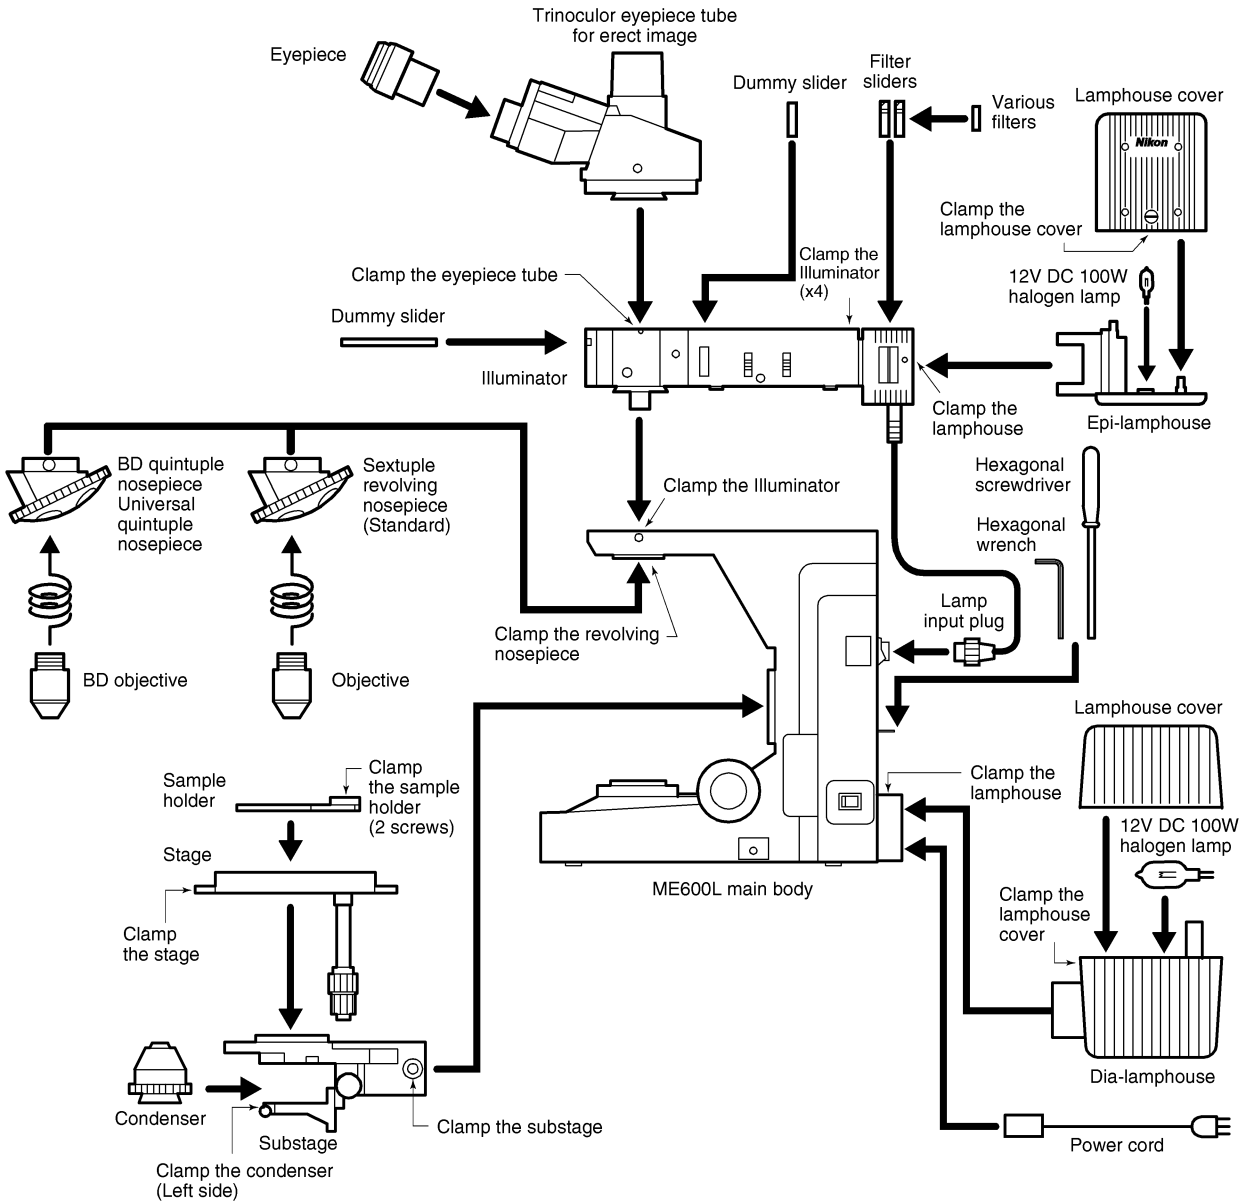 Trinoculor eyepiece tube
for erect image
Eyepiece
Dummy slider
Filter
sliders
Various
filters
Lamphouse cover
Nikon
Clamp the
lamphouse cover
Clamp the eyepiece tube
Clamp the
Illuminator
(x4)
12V DC 100W
halogen lamp
Dummy slider
Illuminator
Clamp the
lamphouse
Epi-lamphouse
BD quintuple
nosepiece
Universal
quintuple
nosepiece
Sextuple
revolving
nosepiece
(Standard)
Clamp the Illuminator
Hexagonal
screwdriver
Hexagonal
wrench
Lamp
input plug
Clamp the revolving
nosepiece
BD objective
Objective
Lamphouse cover
Sample
holder
Clamp
the sample
holder
(2 screws)
Clamp the
lamphouse
12V DC 100W
halogen lamp
Stage
ME600L main body
Clamp the
lamphouse
cover
Clamp
the stage
Dia-lamphouse
Condenser
Substage
Clamp the substage
Power cord
Clamp the condenser
(Left side)